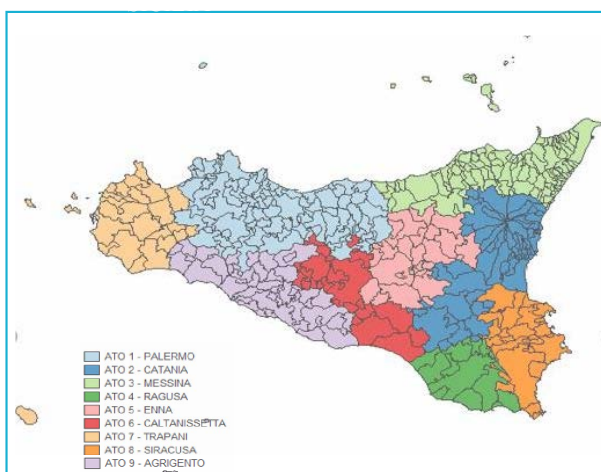 ATO 1 - PALERMO
ATO 2 - CATANIA
ATO 3 - MESSINA
ATO 4 - RAGUSA
ATO 5 - ENNA
ATO 6 - CALTANISSETTA
ATO 7 - TRAPANI
ATO 8 - SIRACUSA
ATO 9 - AGRIGENTO